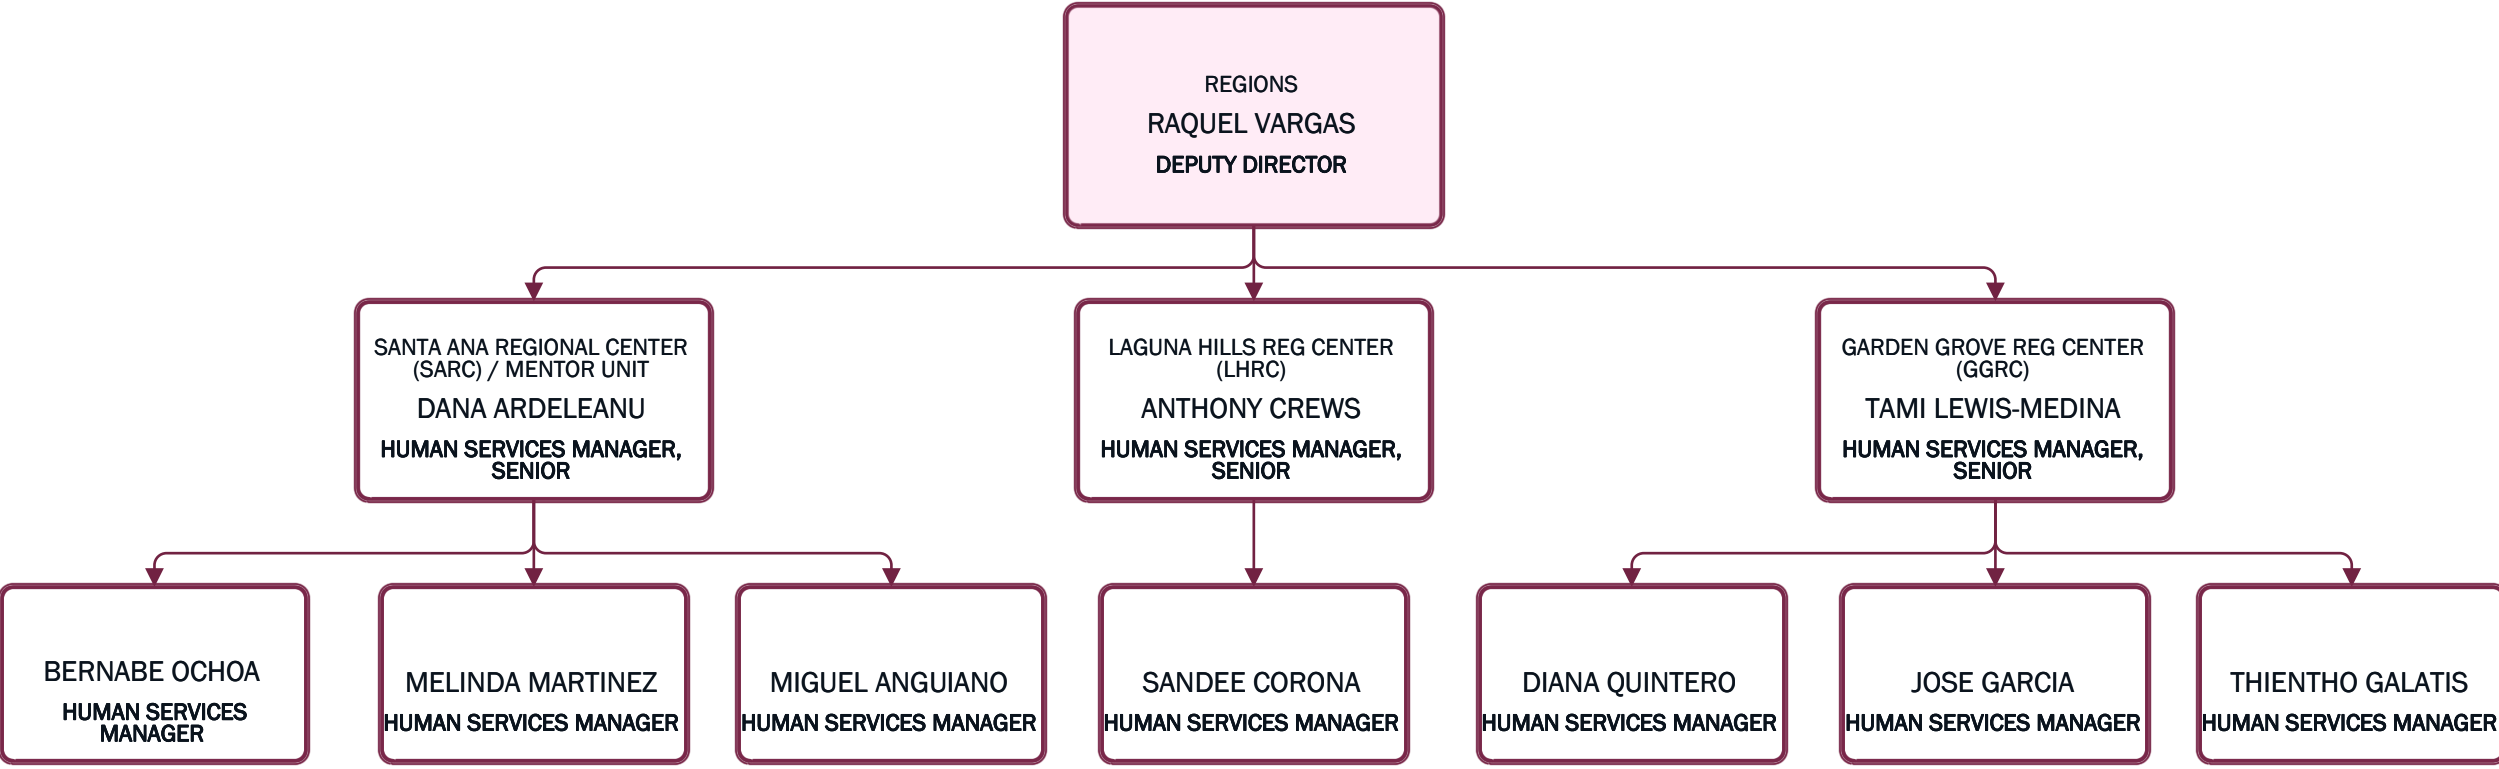 REGIONS
RAQUEL VARGAS
DEPUTY DIRECTOR
SANTA ANA REGIONAL CENTER
(SARC) / MENTOR UNIT
DANA ARDELEANU
HUMAN SERVICES MANAGER,
SENIOR
LAGUNA HILLS REG CENTER
(LHRC)
ANTHONY CREWS
HUMAN SERVICES MANAGER,
SENIOR
GARDEN GROVE REG CENTER
(GGRC)
TAMI LEWIS-MEDINA
HUMAN SERVICES MANAGER,
SENIOR
BERNABE OCHOA
HUMAN SERVICES
MANAGER
MELINDA MARTINEZ
HUMAN SERVICES MANAGER
MIGUEL ANGUIANO
HUMAN SERVICES MANAGER
SANDEE CORONA
HUMAN SERVICES MANAGER
DIANA QUINTERO
HUMAN SERVICES MANAGER
JOSE GARCIA
HUMAN SERVICES MANAGER
THIENTHO GALATIS
HUMAN SERVICES MANAGER